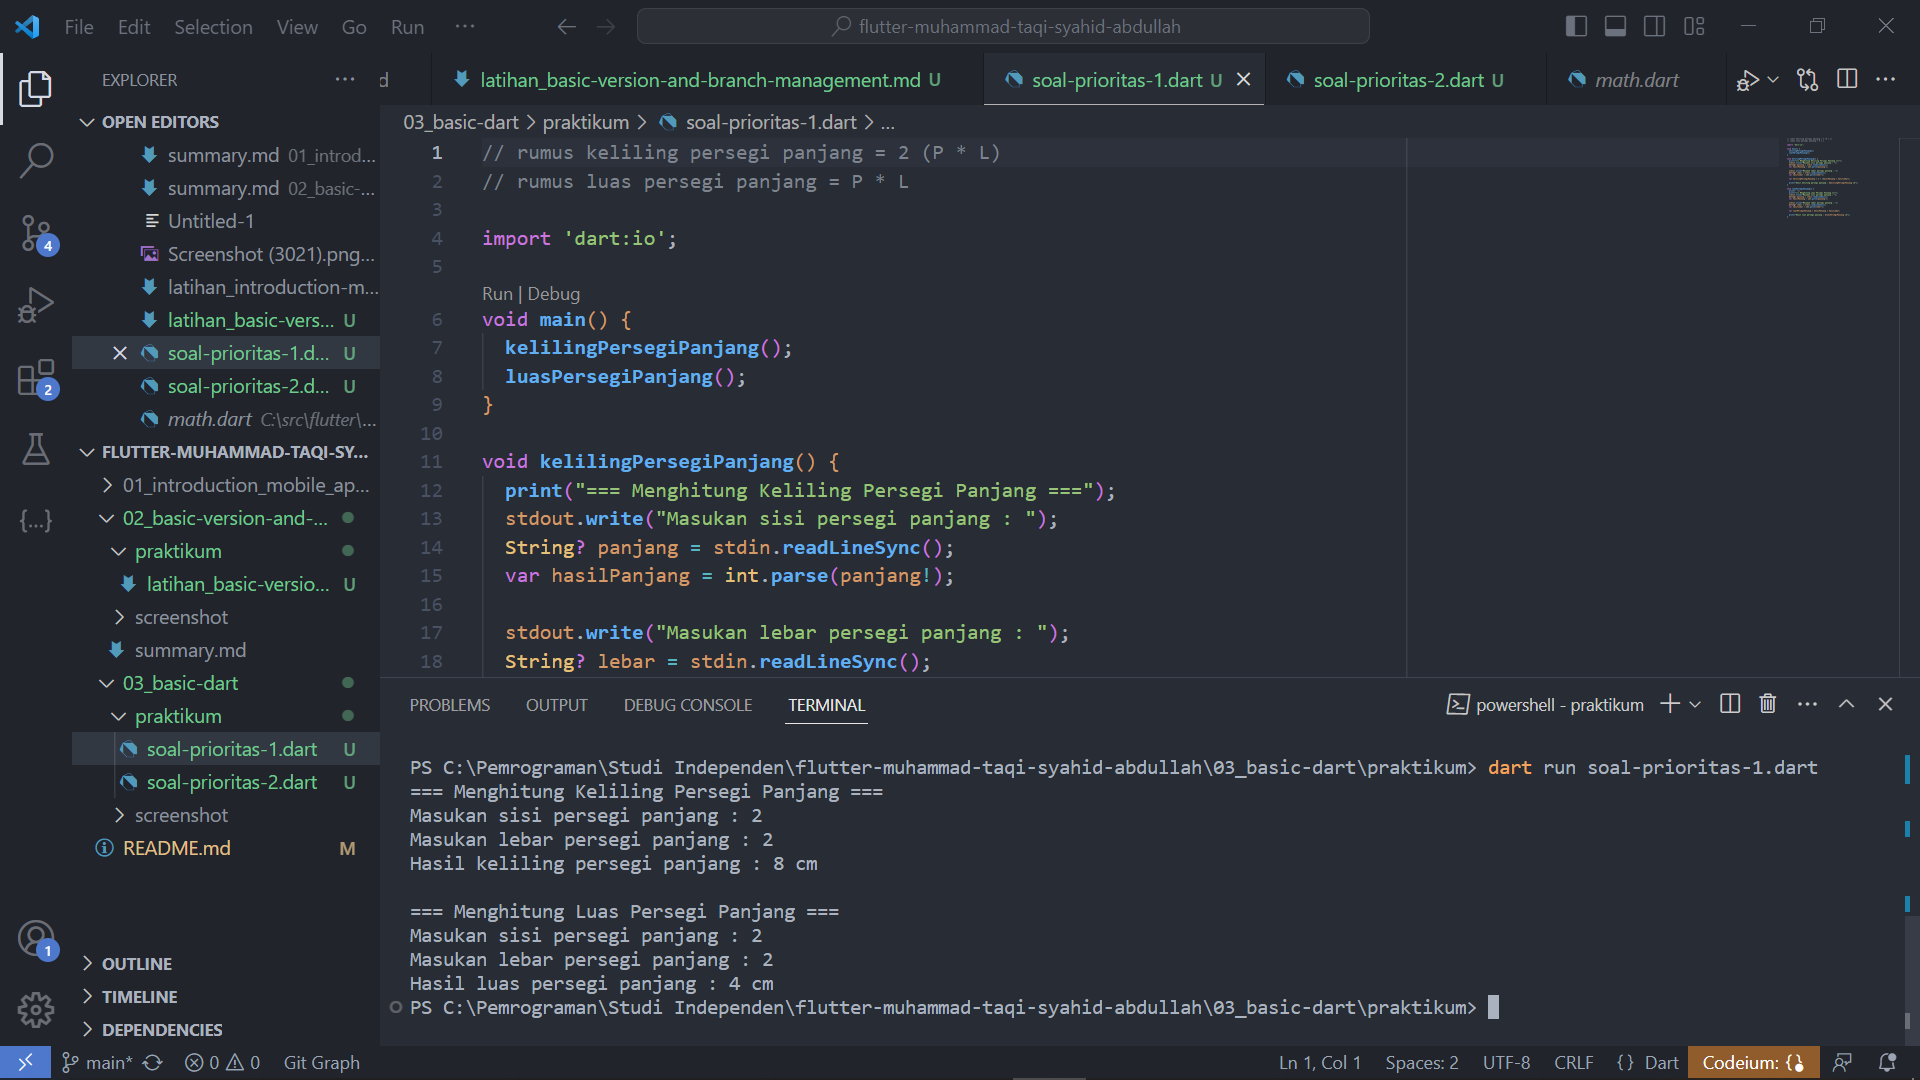 File Edit Selection View Go Run ...
flutter-muhammad-taqi-syahid-abdullah
EXPLORER
OPEN EDITORS
summary.md 01_introd...
summary.md 02_basic-...
Untitled-1
Screenshot (3021).png...
latihan_introduction-m...
latihan_basic-vers... U
soal-prioritas-1.d... U
soal-prioritas-2.d... U
math.dart C:\src\flutter\...
FLUTTER-MUHAMMAD-TAQI-SY...
01_introduction_mobile_ap...
02_basic-version-and-...
praktikum
latihan_basic-versio... U
screenshot
summary.md
03_basic-dart
praktikum
soal-prioritas-1.dart U
soal-prioritas-2.dart U
screenshot
README.md M
OUTLINE
TIMELINE
DEPENDENCIES
4
2
1
d latihan_basic-version-and-branch-management.md U soal-prioritas-1.dart U soal-prioritas-2.dart U math.dart
03_basic-dart > praktikum > soal-prioritas-1.dart > ...
1 // rumus keliling persegi panjang = 2 (P * L)
2 // rumus luas persegi panjang = P * L
3
4 import 'dart:io';
5
Run | Debug
6 void main() {
7 kelilingPersegiPanjang();
8 luasPersegiPanjang();
9 }
10
11 void kelilingPersegiPanjang() {
12 print("=== Menghitung Keliling Persegi Panjang ===");
13 stdout.write("Masukan sisi persegi panjang : ");
14 String? panjang = stdin.readLineSync();
15 var hasilPanjang = int.parse(panjang!);
16
17 stdout.write("Masukan lebar persegi panjang : ");
18 String? lebar = stdin.readLineSync();
PROBLEMS OUTPUT DEBUG CONSOLE TERMINAL
powershell - praktikum
PS C:\Pemrograman\Studi Independen\flutter-muhammad-taqi-syahid-abdullah\03_basic-dart\praktikum> dart run soal-prioritas-1.dart
=== Menghitung Keliling Persegi Panjang ===
Masukan sisi persegi panjang : 2
Masukan lebar persegi panjang : 2
Hasil keliling persegi panjang : 8 cm
=== Menghitung Luas Persegi Panjang ===
Masukan sisi persegi panjang : 2
Masukan lebar persegi panjang : 2
Hasil luas persegi panjang : 4 cm
PS C:\Pemrograman\Studi Independen\flutter-muhammad-taqi-syahid-abdullah\03_basic-dart\praktikum>
main* 0 0 Git Graph
Ln 1, Col 1 Spaces: 2 UTF-8 CRLF {} Dart Codeium: {}